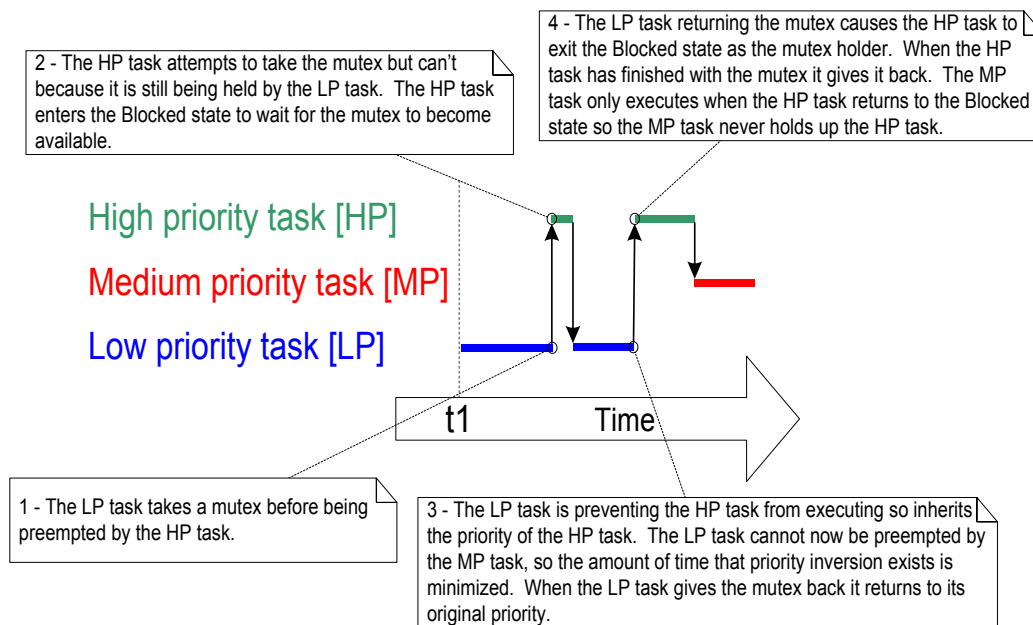 4 - The LP task returning the mutex causes the HP task to
exit the Blocked state as the mutex holder.  When the HP
task has finished with the mutex it gives it back.  The MP
task only executes when the HP task returns to the Blocked
state so the MP task never holds up the HP task.
2 - The HP task attempts to take the mutex but can't
because it is still being held by the LP task.  The HP task
enters the Blocked state to wait for the mutex to become
available.
High priority task [HP]
Medium priority task [MP]
Low priority task [LP]
t1
Time
1 - The LP task takes a mutex before being
preempted by the HP task.
3 - The LP task is preventing the HP task from executing so inherits
the priority of the HP task.  The LP task cannot now be preempted by
the MP task, so the amount of time that priority inversion exists is
minimized.  When the LP task gives the mutex back it returns to its
original priority.